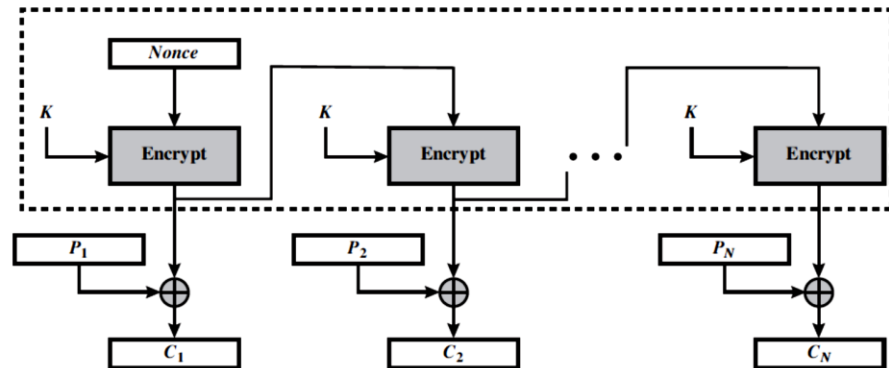 Nonce
K K K
Encrypt Encrypt Encrypt
P1 P2 PN
C1 C2 CN